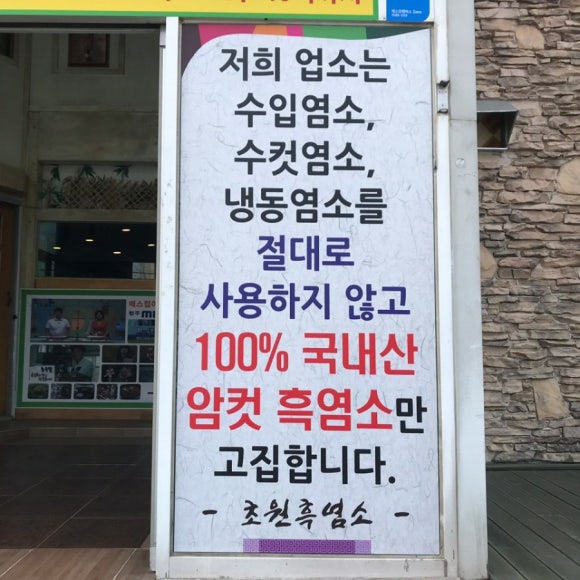 저희 업소는
수입염소,
수컷염소,
냉동염소를
절대로
사용하지 않고
100% 국내산
암컷 흑염소만
고집합니다.
- 초원흑염소 -